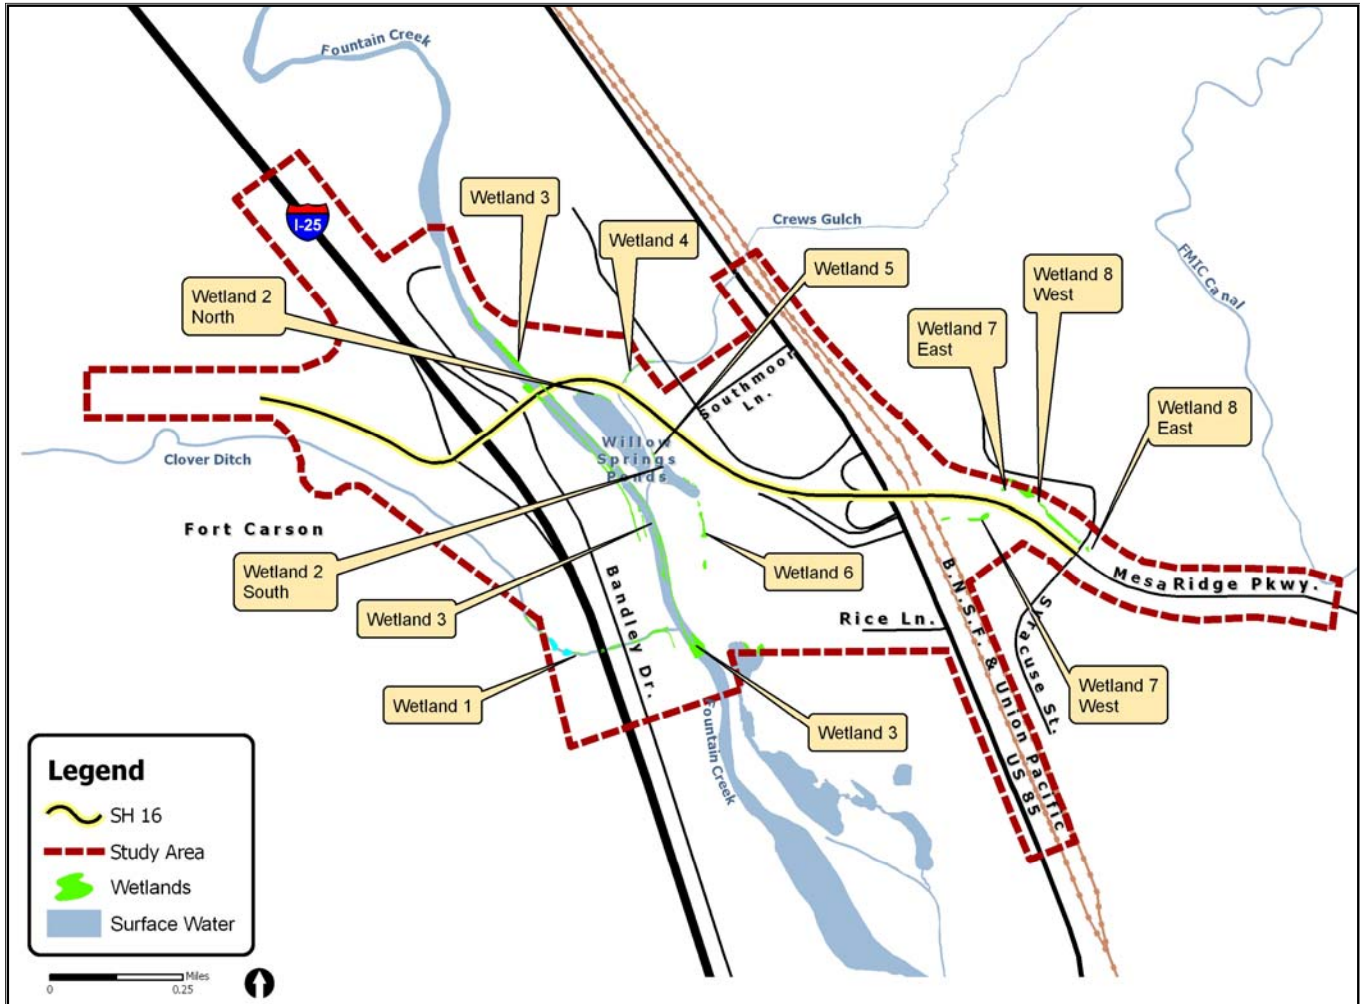 Fountain Creek
I-25
Wetland 3
Wetland 4
Crews Gulch
Wetland 5
FMIC Canal
Wetland 8
West
Wetland 2
North
Wetland 7
East
Southmoor
Ln.
Wetland 8
East
Willow
Springs
Ponds
Clover Ditch
Fort Carson
Wetland 2
South
Bandley Dr.
Wetland 6
B.N.S.F. & Union Pacific
US 85
MesaRidge Pkwy.
Wetland 3
Rice Ln.
Syracuse St.
Wetland 7
West
Wetland 1
Fountain Creek
Wetland 3
Legend
SH 16
Study Area
Wetlands
Surface Water
Miles
0
0.25